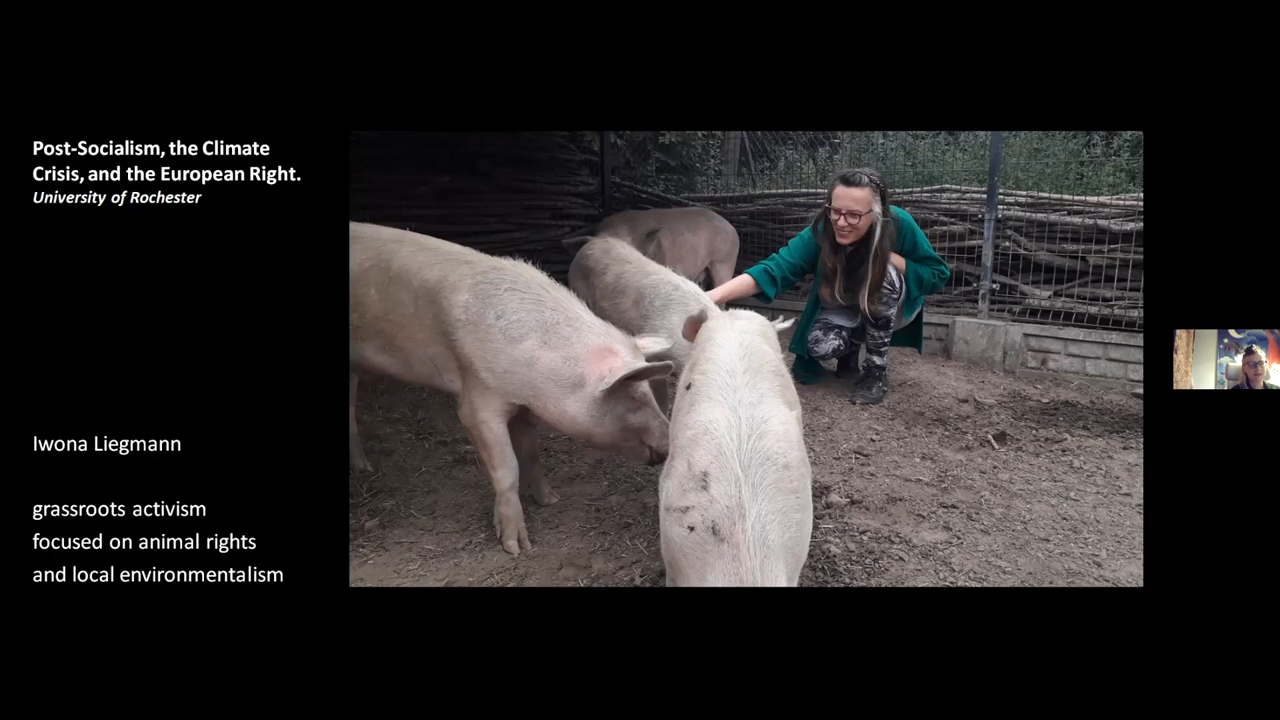 Post-Socialism, the Climate
Crisis, and the European Right.
University of Rochester
Iwona Liegmann
grassroots activism
focused on animal rights
and local environmentalism